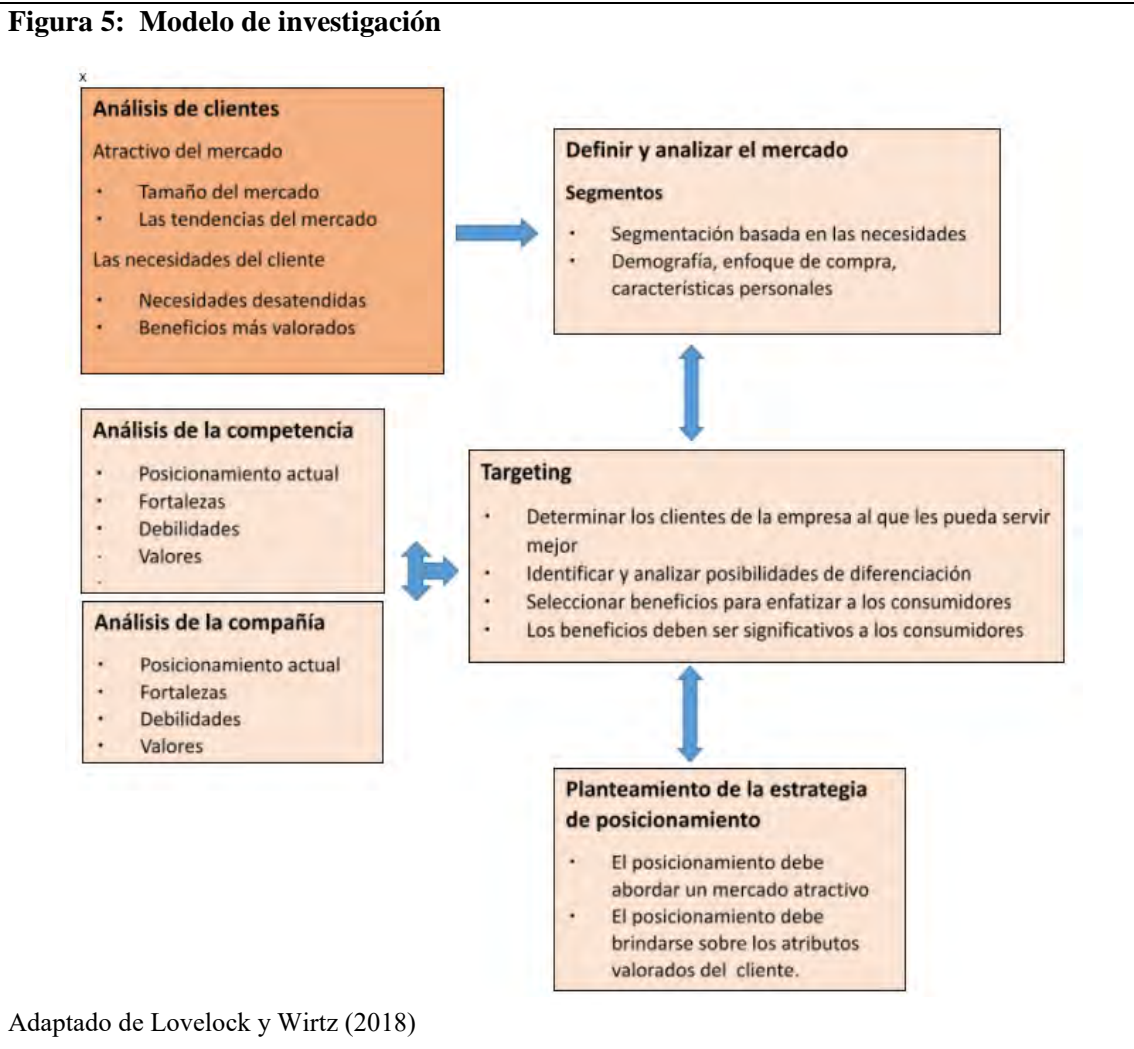 Figura 5:  Modelo de investigación
x
Análisis de clientes
Atractivo del mercado
· Tamaño del mercado
· Las tendencias del mercado
Las necesidades del cliente
· Necesidades desatendidas
· Beneficios más valorados
Definir y analizar el mercado
Segmentos
· Segmentación basada en las necesidades
· Demografía, enfoque de compra,
características personales
Análisis de la competencia
· Posicionamiento actual
· Fortalezas
· Debilidades
· Valores
·
Análisis de la compañía
· Posicionamiento actual
· Fortalezas
· Debilidades
· Valores
Targeting
· Determinar los clientes de la empresa al que les pueda servir
mejor
· Identificar y analizar posibilidades de diferenciación
· Seleccionar beneficios para enfatizar a los consumidores
· Los beneficios deben ser significativos a los consumidores
Planteamiento de la estrategia
de posicionamiento
· El posicionamiento debe
abordar un mercado atractivo
· El posicionamiento debe
brindarse sobre los atributos
valorados del cliente.
Adaptado de Lovelock y Wirtz (2018)